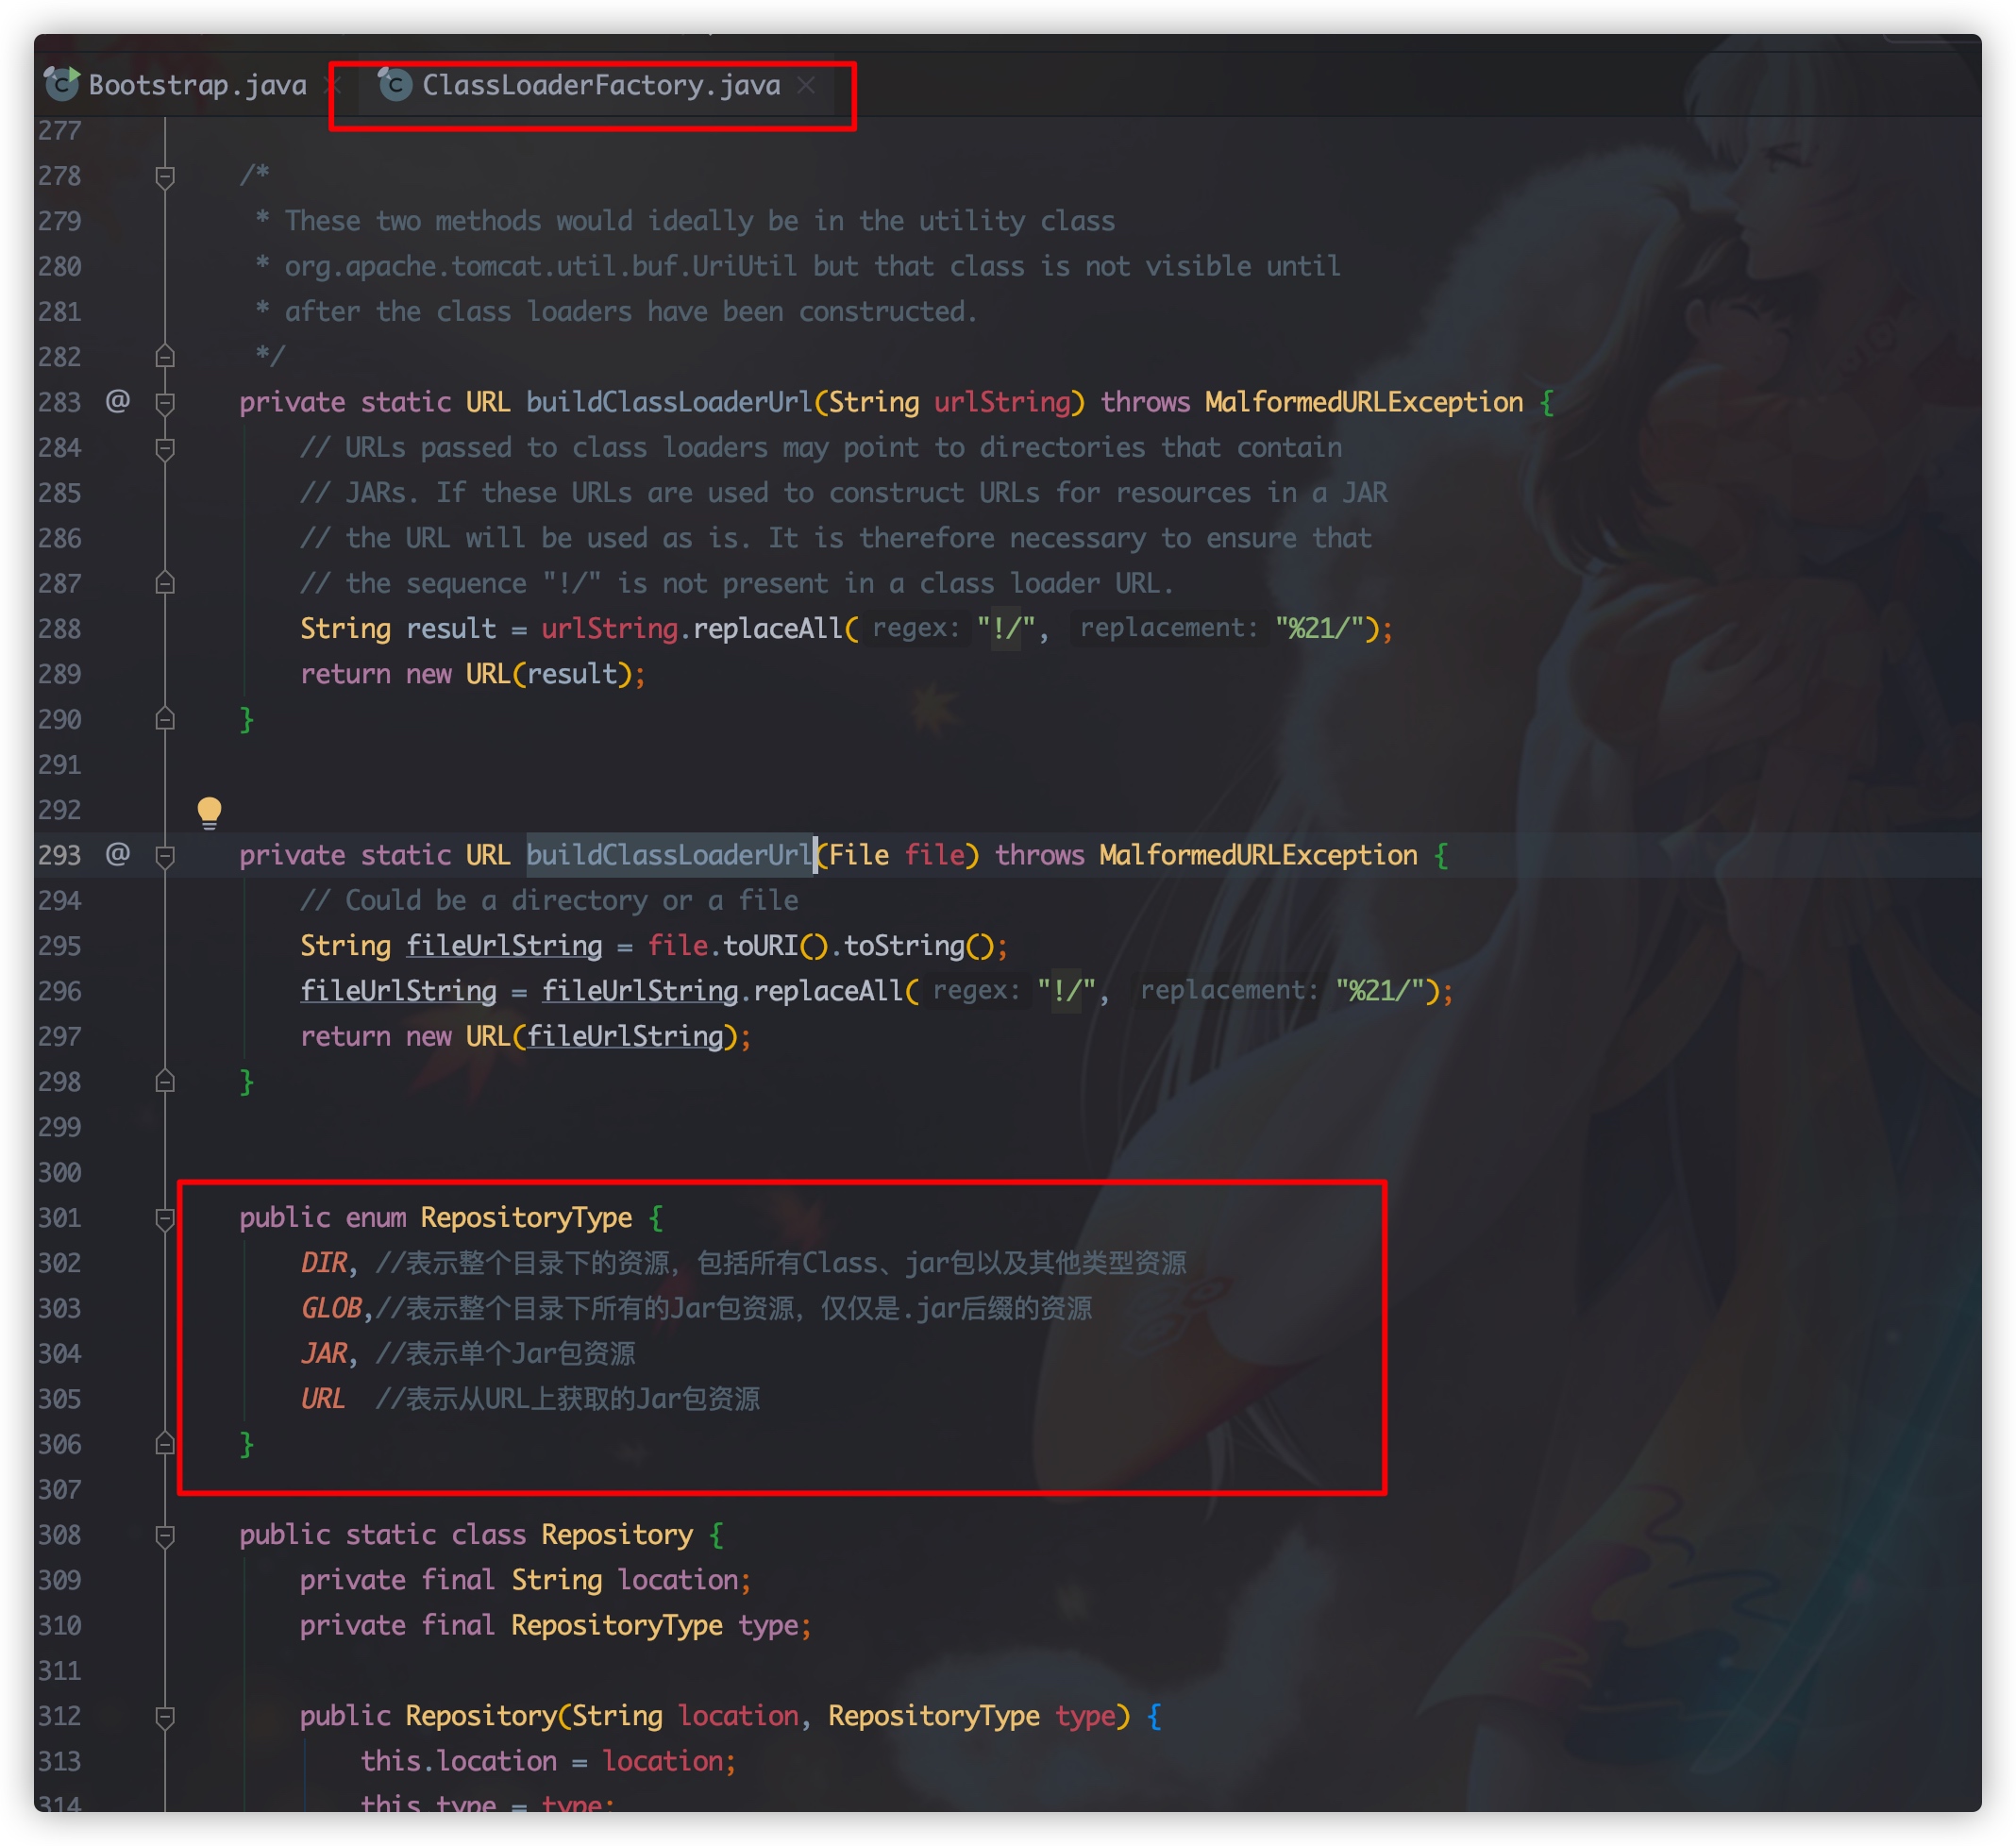 Bootstrap.java ClassLoaderFactory.java
277
278 /*
279 * These two methods would ideally be in the utility class
280 * org.apache.tomcat.util.buf.UriUtil but that class is not visible until
281 * after the class loaders have been constructed.
282 */
283 @ private static URL buildClassLoaderUrl(String urlString) throws MalformedURLException {
284 // URLs passed to class loaders may point to directories that contain
285 // JARs. If these URLs are used to construct URLs for resources in a JAR
286 // the URL will be used as is. It is therefore necessary to ensure that
287 // the sequence "!/" is not present in a class loader URL.
288 String result = urlString.replaceAll( regex: "!/", replacement: "%21/");
289 return new URL(result);
290 }
291
292
293 @ private static URL buildClassLoaderUrl(File file) throws MalformedURLException {
294 // Could be a directory or a file
295 String fileUrlString = file.toURI().toString();
296 fileUrlString = fileUrlString.replaceAll( regex: "!/", replacement: "%21/");
297 return new URL(fileUrlString);
298 }
299
300
301 public enum RepositoryType {
302 DIR, //表示整个目录下的资源，包括所有Class、jar包以及其他类型资源
303 GLOB,//表示整个目录下所有的Jar包资源，仅仅是.jar后缀的资源
304 JAR, //表示单个Jar包资源
305 URL //表示从URL上获取的Jar包资源
306 }
307
308 public static class Repository {
309 private final String location;
310 private final RepositoryType type;
311
312 public Repository(String location, RepositoryType type) {
313 this.location = location;
314 this.type = type;